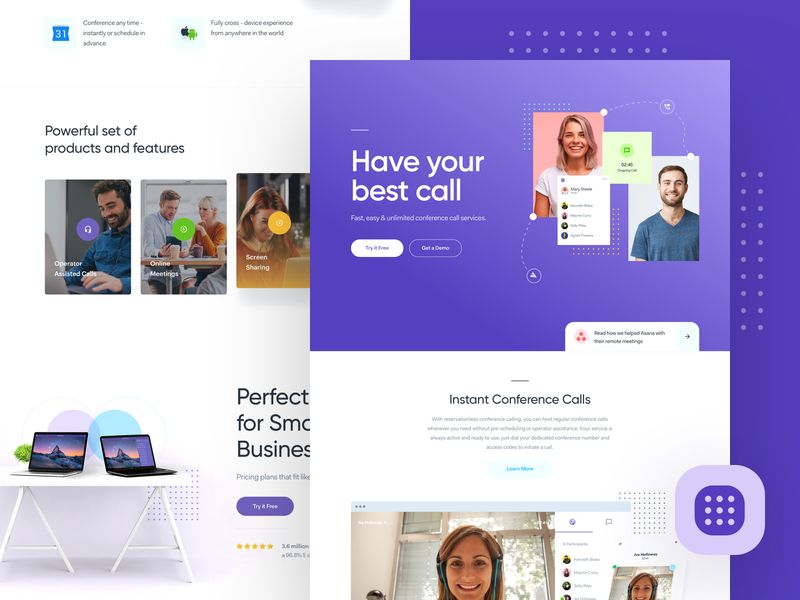 31
Conference any time -
instantly or schedule in
advance
Fully cross - device experience
from anywhere in the world
Powerful set of
products and features
Operator
Assisted Calls
Online
Meetings
Screen
Sharing
Perfect
for Sm
Busines
Pricing plans that fit like
Try it Free
3.6 million
a 96.8% 5 s
Have your
best call
Fast, easy & unlimited conference call services.
Try it Free
Get a Demo
02:45
Ongoing Call
Mary Steele
Kenneth Blake
Wayne Curry
Sally Riley
Agnes Flowers
Read how we helped Asana with
their remote meetings
Instant Conference Calls
With reservationless conference calling, you can host regular conference calls
whenever you need without pre-scheduling or operator assistance. Your service is
always active and ready to use, just dial your dedicated conference number and
access codes to initiate a call.
Learn More
Iva Holloway
6 Participants
Kenneth Blake
Wayne Curry
Sally Riley